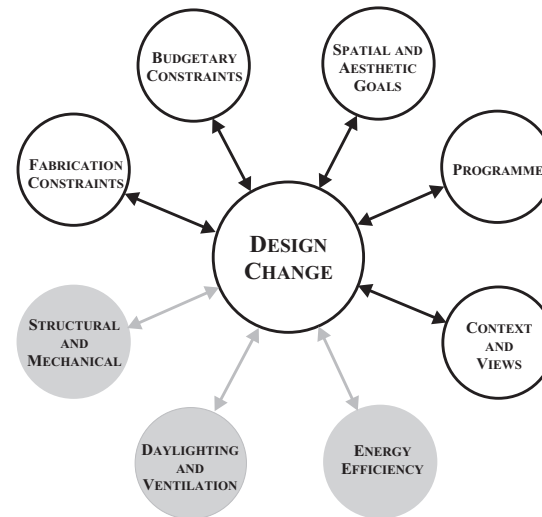 BUDGETARY
CONSTRAINTS
SPATIAL AND
AESTHETIC
GOALS
FABRICATION
CONSTRAINTS
PROGRAMME
DESIGN
CHANGE
STRUCTURAL
AND
MECHANICAL
CONTEXT
AND
VIEWS
DAYLIGHTING
AND
VENTILATION
ENERGY
EFFICIENCY